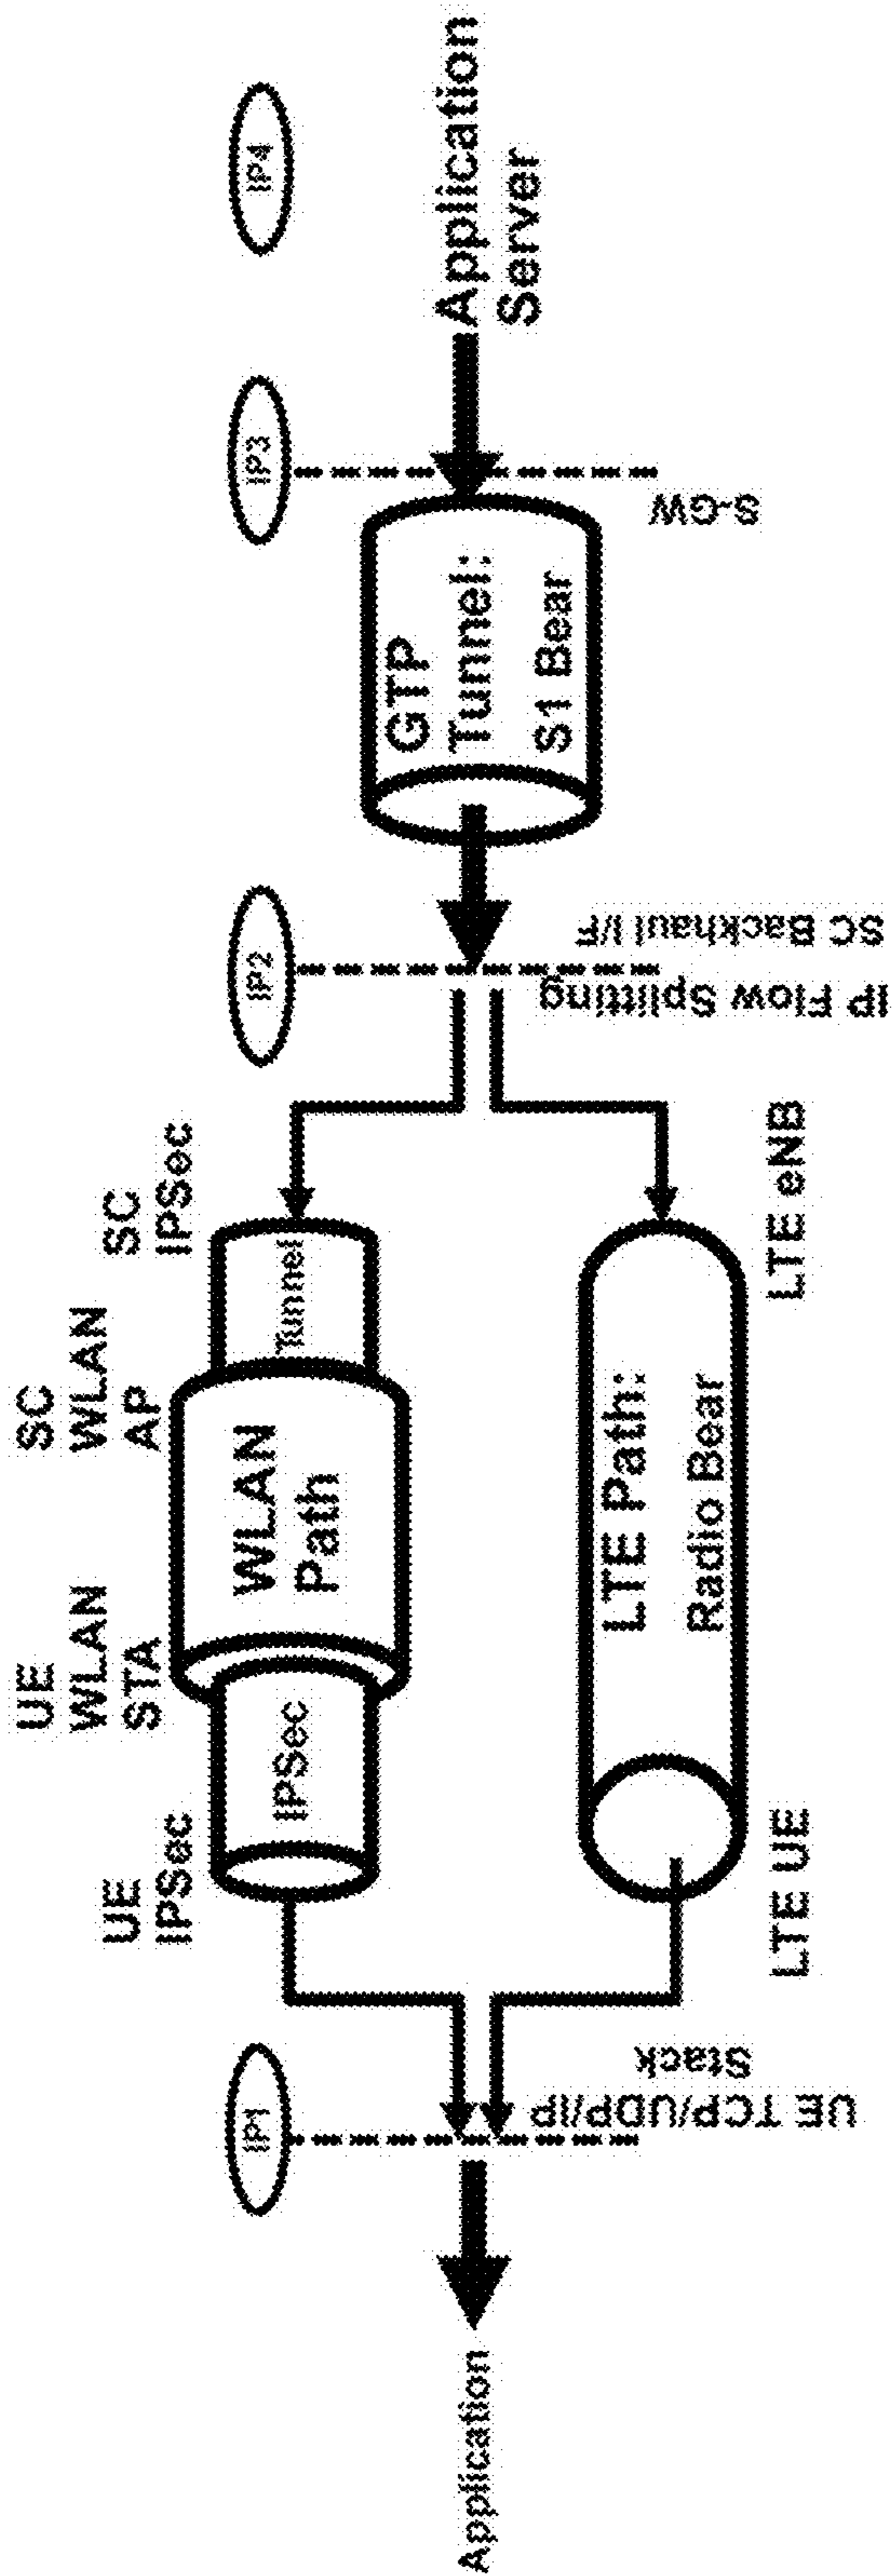 IP1
IP2
IP3
IP4
UE
IPSec
UE
WLAN
STA
SC
WLAN
AP
SC
IPSec
IPSec
WLAN
Path
Tunnel
Application
GTP
Tunnel:
S1 Bear
Application
Server
LTE Path:
Radio Bear
LTE UE
LTE eNB
UE TCP/UDP/IP
Stack
IP Flow Splitting
SC Backhaul I/F
S-GW